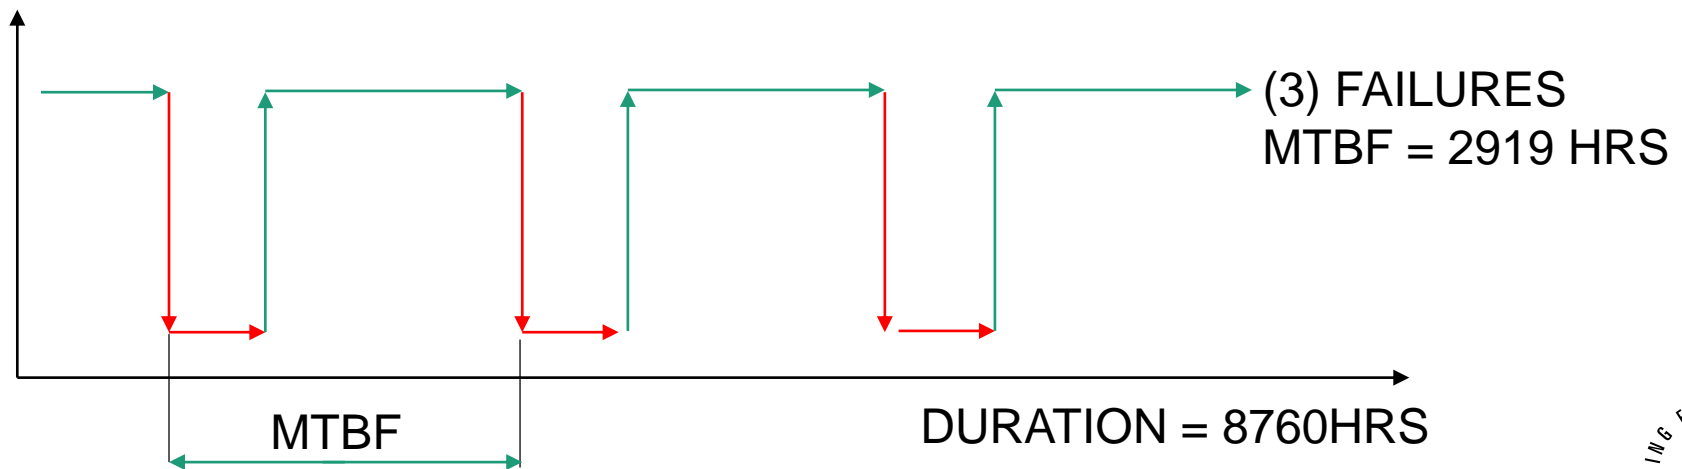 (3) FAILURES
MTBF = 2919 HRS
MTBF
DURATION = 8760HRS